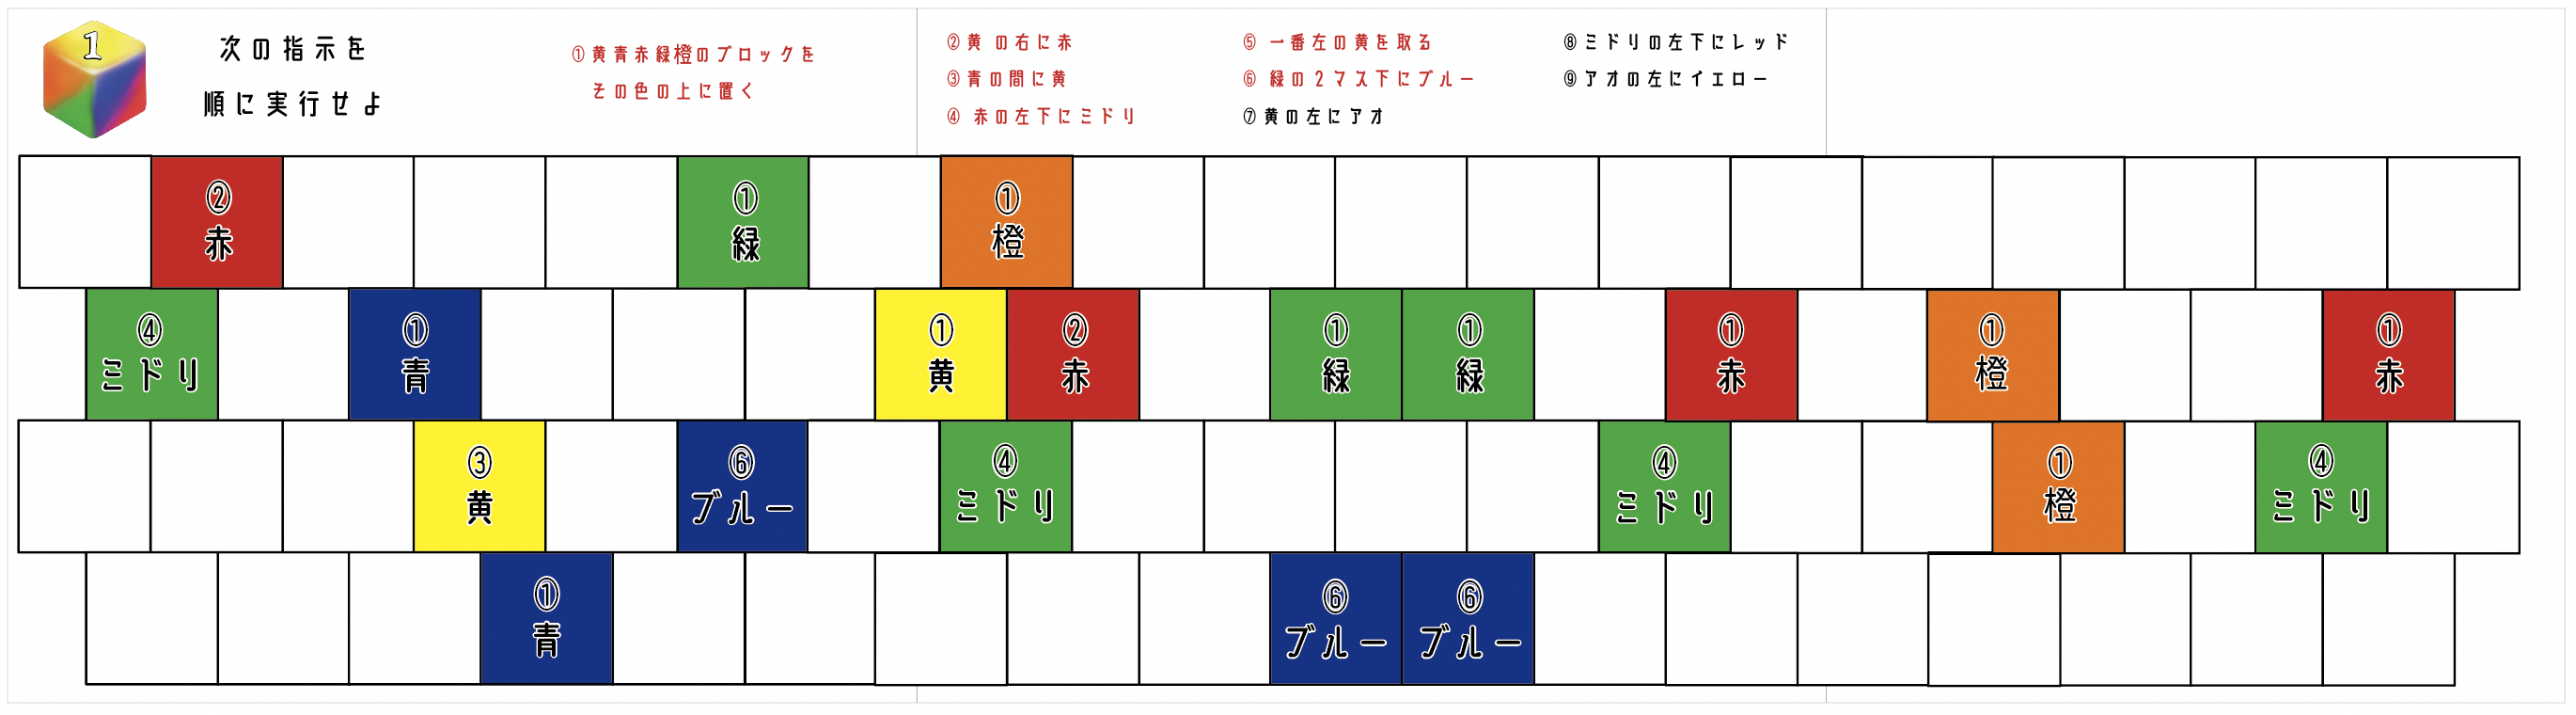 1
次の指示を
順に実行せよ
①黄青赤緑橙のブロックを
その色の上に置く
②黄の右に赤
③青の間に黄
④赤の左下にミドリ
⑤一番左の黄を取る
⑥緑の2マス下にブルー
⑦黄の左にアオ
⑧ミドリの左下にレッド
⑨アオの左にイエロー
② ① ①
赤 緑 橙
④ ① ① ② ① ① ① ① ①
ミドリ 青 黄 赤 緑 緑 赤 橙 赤
③ ⑥ ④ ④ ① ④
黄 ブルー ミドリ ミドリ 橙 ミドリ
① ⑥ ⑥
青 ブルー ブルー